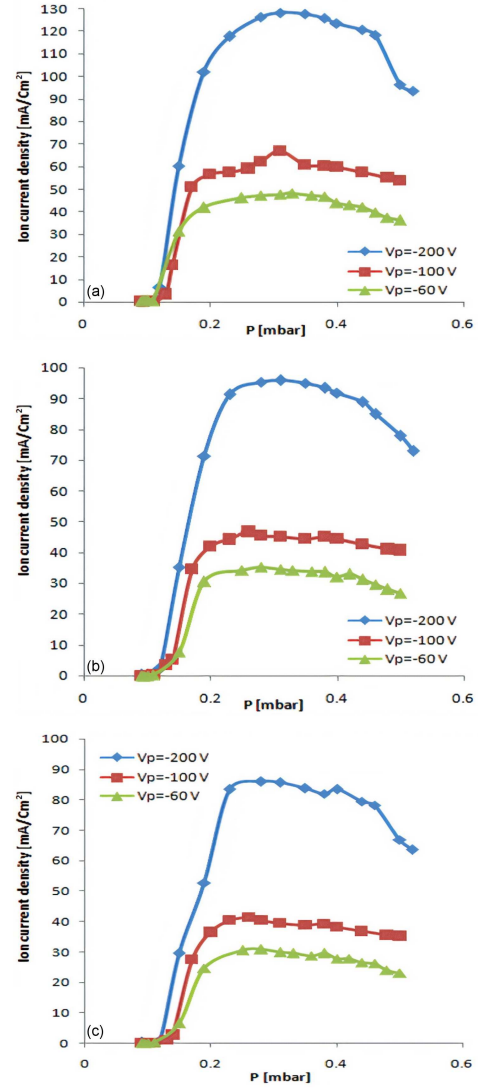 130
120
110
100
90
80
70
60
50
40
30
20
10
0
Ion current density [mA/Cm²]
(a)
Vp=-200 V
Vp=-100 V
Vp=-60 V
0 0.2 0.4 0.6
P [mbar]
100
90
80
70
60
50
40
30
20
10
0
Ion current density [mA/Cm²]
(b)
Vp=-200 V
Vp=-100 V
Vp=-60 V
0 0.2 0.4 0.6
P [mbar]
100
90
80
70
60
50
40
30
20
10
0
Ion current density [mA/Cm²]
Vp=-200 V
Vp=-100 V
Vp=-60 V
(c)
0 0.2 0.4 0.6
P [mbar]